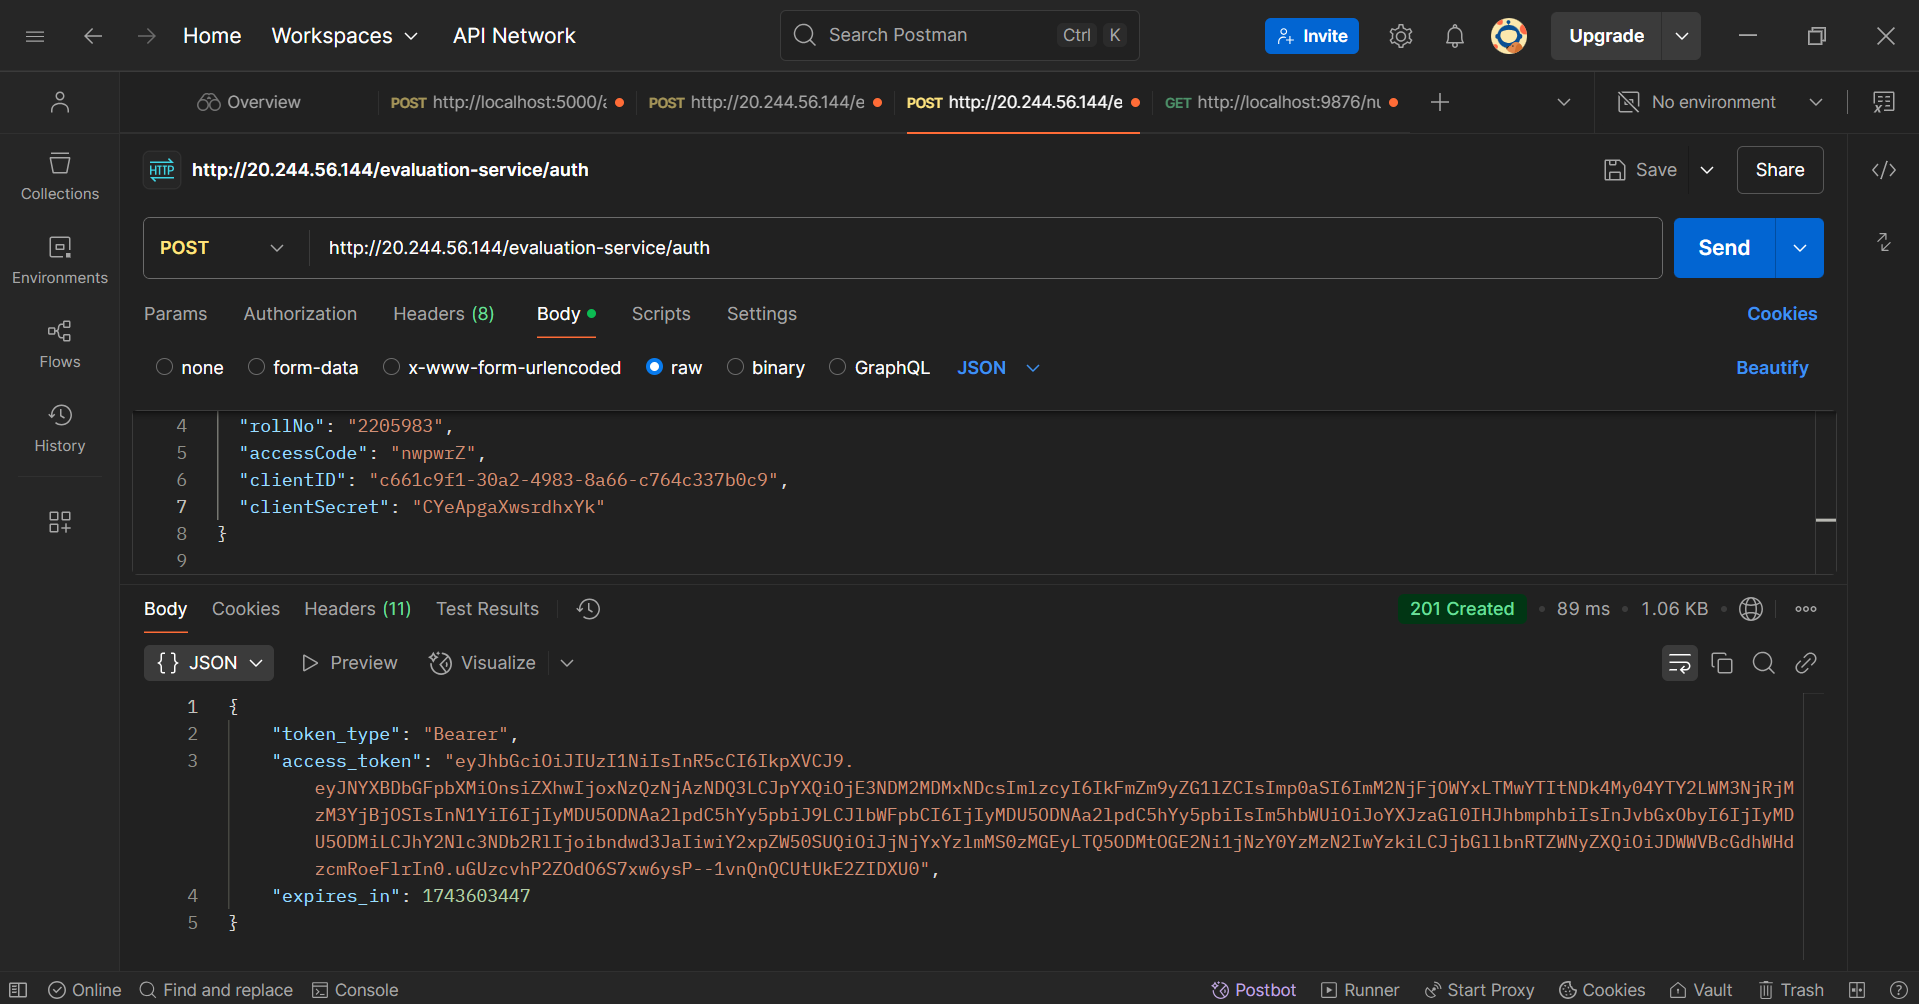 Home Workspaces API Network Search Postman Ctrl K Invite Upgrade
Overview POST http://localhost:5000/a POST http://20.244.56.144/e POST http://20.244.56.144/e GET http://localhost:9876/nu No environment
HTTP http://20.244.56.144/evaluation-service/auth Save Share
Collections
POST http://20.244.56.144/evaluation-service/auth Send
Environments
Params Authorization Headers (8) Body Scripts Settings Cookies
Flows
none form-data x-www-form-urlencoded raw binary GraphQL JSON Beautify
History
4 "rollNo": "2205983",
5 "accessCode": "nwpwrZ",
6 "clientID": "c661c9f1-30a2-4983-8a66-c764c337b0c9",
7 "clientSecret": "CYeApgaXwsrdhxYk"
8 }
9
Body Cookies Headers (11) Test Results 201 Created 89 ms 1.06 KB
{} JSON Preview Visualize
1 {
2 "token_type": "Bearer",
3 "access_token": "eyJhbGciOiJIUzI1NiIsInR5cCI6IkpXVCJ9.
eyJNYXBDbGFpbXMiOnsiZXhwIjoxNzQzNjAzNDQ3LCJpYXQiOjE3NDM2MDMxNDcsImlzcyI6IkFmZm9yZG1lZCIsImp0aSI6ImM2NjFjOWYxLTMwYTItNDk4My04YTY2LWM3NjRjM
zM3YjBjOSIsInN1YiI6IjIyMDU5ODNAa2lpdC5hYy5pbiJ9LCJlbWFpbCI6IjIyMDU5ODNAa2lpdC5hYy5pbiIsIm5hbWUiOiJoYXJzaGl0IHJhbmphbiIsInJvbGxObyI6IjIyMD
U5ODMiLCJhY2Nlc3NDb2RlIjoibndwd3JaIiwiY2xpZW50SUQiOiJjNjYxYzlmMS0zMGEyLTQ5ODMtOGE2Ni1jNzY0YzMzN2IwYzkiLCJjbGllbnRTZWNyZXQiOiJDWWVBcGdhWHd
zcmRoeFlrIn0.uGUzcvhP2ZOdO6S7xw6ysP--1vnQnQCUtUkE2ZIDXU0",
4 "expires_in": 1743603447
5 }
Online Find and replace Console Postbot Runner Start Proxy Cookies Vault Trash